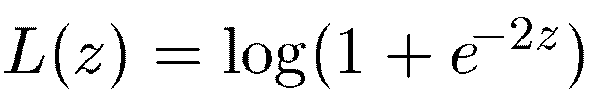 L(z) = log(1 + e^{-2z})